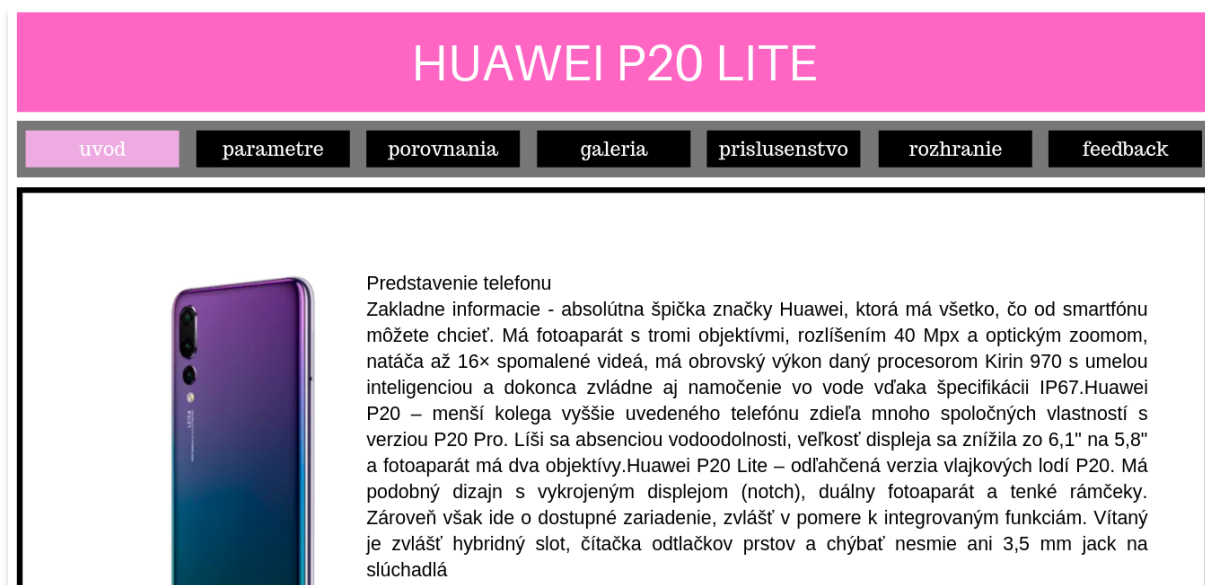 HUAWEI P20 LITE
uvod
parametre
porovnania
galeria
prislusenstvo
rozhranie
feedback
Predstavenie telefonu
Zakladne informacie - absolútna špička značky Huawei, ktorá má všetko, čo od smartfónu
môžete chcieť. Má fotoaparát s tromi objektívmi, rozlíšením 40 Mpx a optickým zoomom,
natáča až 16× spomalené videá, má obrovský výkon daný procesorom Kirin 970 s umelou
inteligenciou a dokonca zvládne aj namočenie vo vode vďaka špecifikácii IP67.Huawei
P20 – menší kolega vyššie uvedeného telefónu zdieľa mnoho spoločných vlastností s
verziou P20 Pro. Líši sa absenciou vodoodolnosti, veľkosť displeja sa znížila zo 6,1" na 5,8"
a fotoaparát má dva objektívy.Huawei P20 Lite – odľahčená verzia vlajkových lodí P20. Má
podobný dizajn s vykrojeným displejom (notch), duálny fotoaparát a tenké rámčeky.
Zároveň však ide o dostupné zariadenie, zvlášť v pomere k integrovaným funkciám. Vítaný
je zvlášť hybridný slot, čítačka odtlačkov prstov a chýbať nesmie ani 3,5 mm jack na
slúchadlá